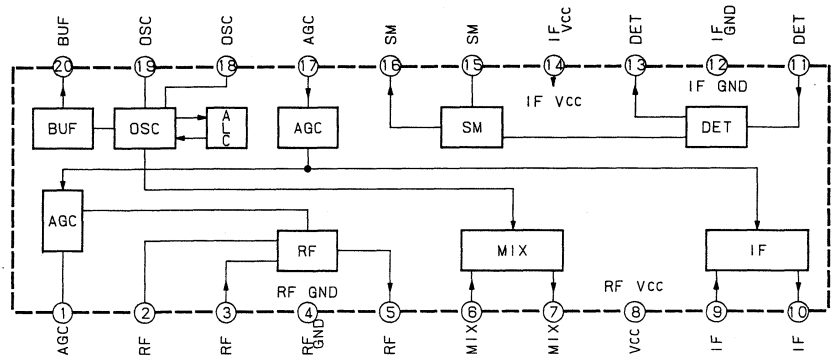 BUF OSC OSC AGC SM SM IF VCC DET IF GND DET
20 19 18 17 16 15 14 13 12 11
IF VCC IF GND
BUF OSC ALC AGC SM DET
AGC
RF MIX IF
RF GND RF VCC
1 2 3 4 5 6 7 8 9 10
AGC RF RF RF GND RF MIX MIX VCC IF IF